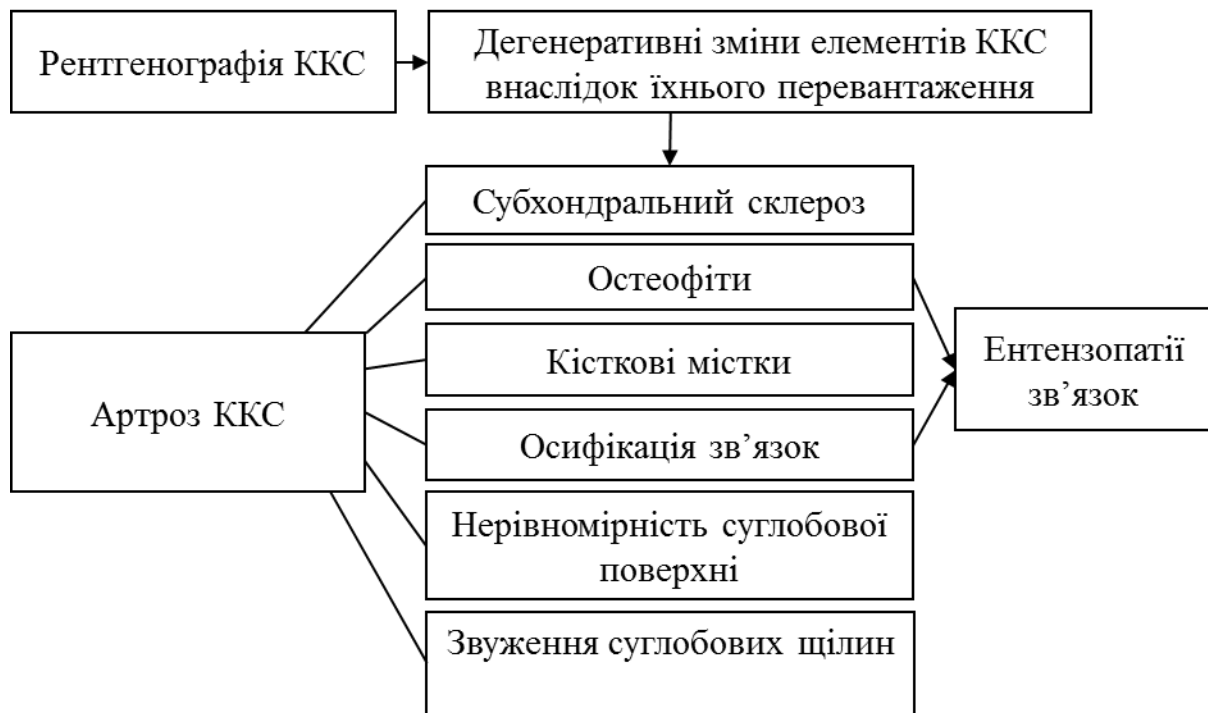 Рентгенографія ККС
Дегенеративні зміни елементів ККС
внаслідок їхнього перевантаження
Субхондральний склероз
Остеофіти
Кісткові містки
Осифікація зв’язок
Нерівномірність суглобової
поверхні
Звуження суглобових щілин
Артроз ККС
Ентензопатії
зв’язок